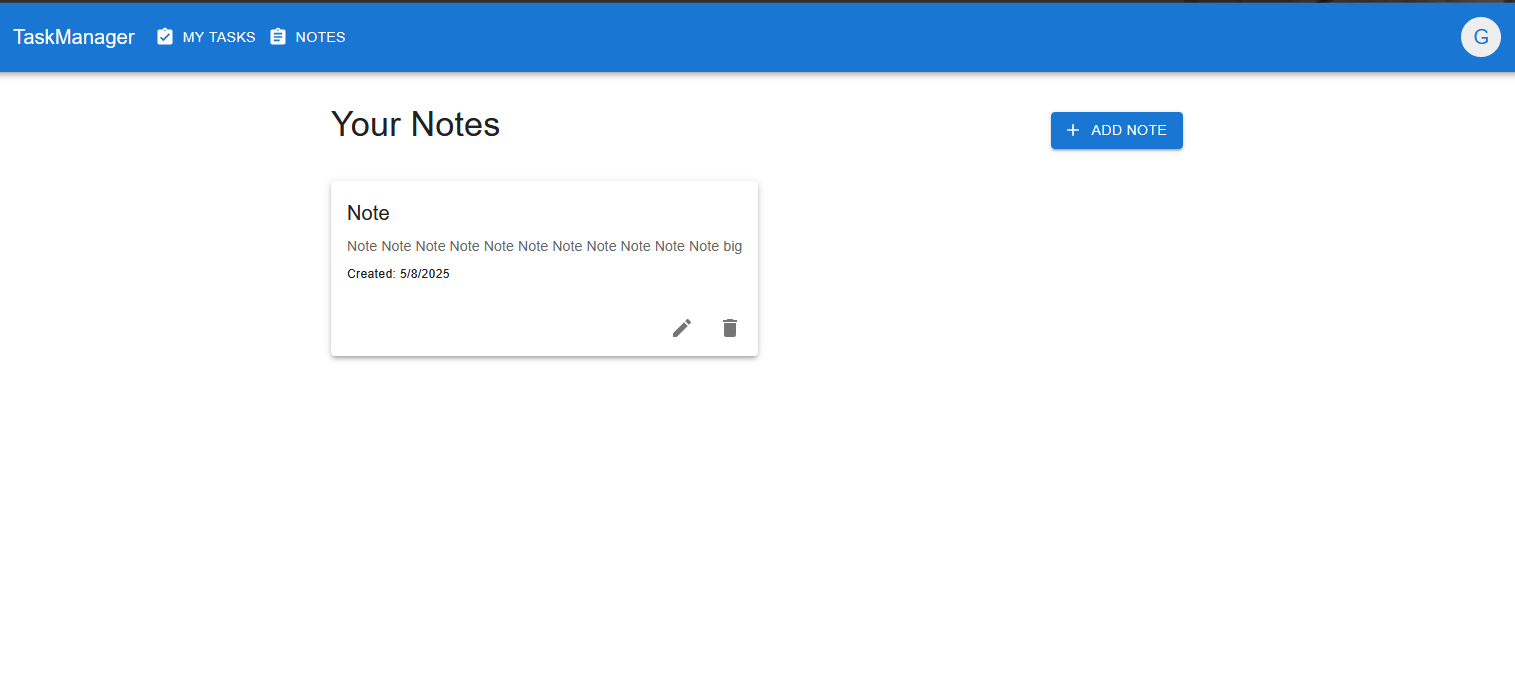 TaskManager MY TASKS NOTES G
Your Notes
ADD NOTE
Note
Note Note Note Note Note Note Note Note Note Note Note big
Created: 5/8/2025